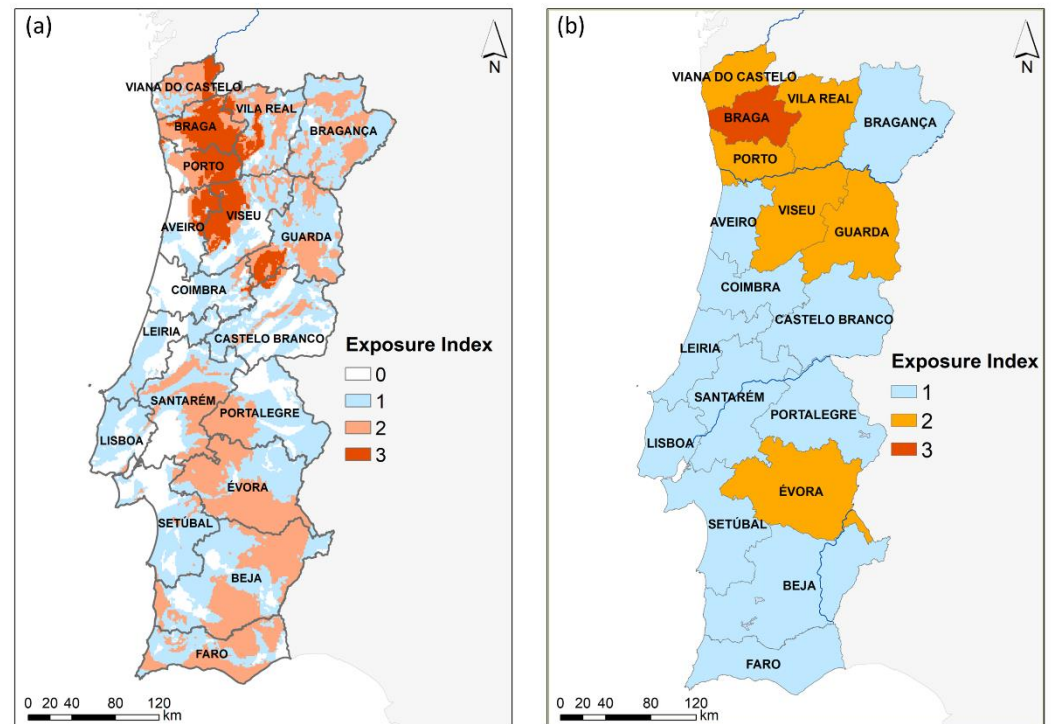 (a)
N
VIANA DO CASTELO
VILA REAL
BRAGA
BRAGANÇA
PORTO
VISEU
AVEIRO
GUARDA
COIMBRA
LEIRIA
CASTELO BRANCO
SANTARÉM
PORTALEGRE
LISBOA
ÉVORA
SETÚBAL
BEJA
FARO
Exposure Index
0
1
2
3
0 20 40 80 120
km
(b)
N
VIANA DO CASTELO
VILA REAL
BRAGA
BRAGANÇA
PORTO
VISEU
AVEIRO
GUARDA
COIMBRA
CASTELO BRANCO
LEIRIA
SANTARÉM
PORTALEGRE
LISBOA
ÉVORA
SETÚBAL
BEJA
FARO
Exposure Index
1
2
3
0 20 40 80 120
km